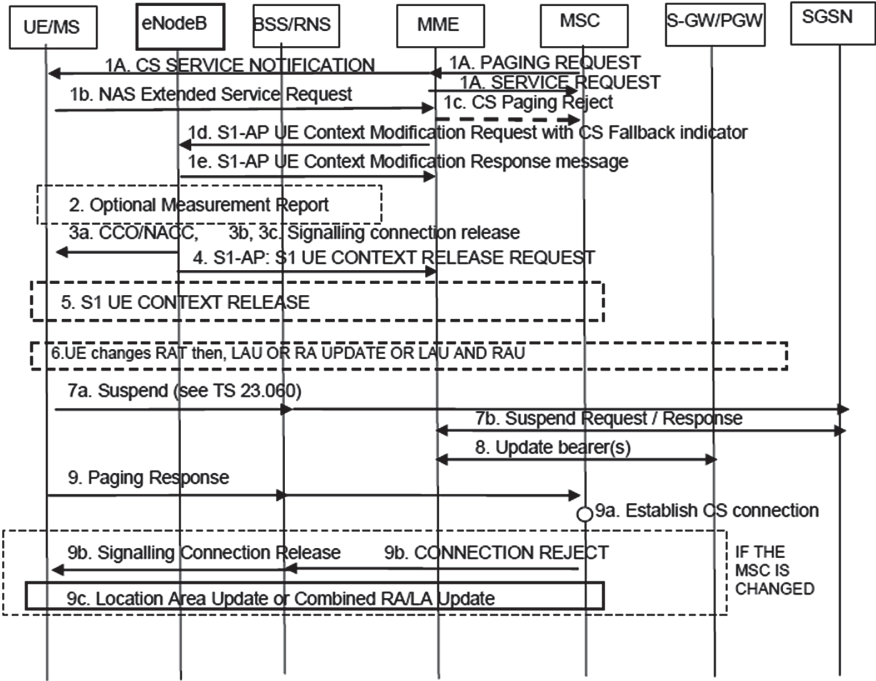 UE/MS eNodeB BSS/RNS MME MSC S-GW/PGW SGSN
1A. CS SERVICE NOTIFICATION 1A. PAGING REQUEST
1A. SERVICE REQUEST
1b. NAS Extended Service Request 1c. CS Paging Reject
1d. S1-AP UE Context Modification Request with CS Fallback indicator
1e. S1-AP UE Context Modification Response message
2. Optional Measurement Report
3a. CCO/NACC, 3b, 3c. Signalling connection release
4. S1-AP: S1 UE CONTEXT RELEASE REQUEST
5. S1 UE CONTEXT RELEASE
6.UE changes RAT then, LAU OR RA UPDATE OR LAU AND RAU
7a. Suspend (see TS 23.060)
7b. Suspend Request / Response
8. Update bearer(s)
9. Paging Response
9a. Establish CS connection
9b. Signalling Connection Release 9b. CONNECTION REJECT
IF THE
MSC IS
CHANGED
9c. Location Area Update or Combined RA/LA Update